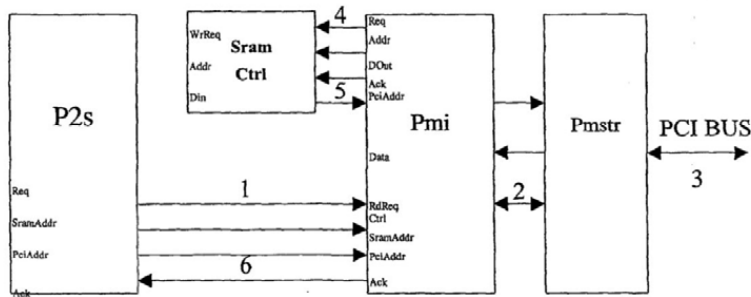 P2s
Req
SramAddr
PciAddr
Ack
WrReq
Addr
Din
Sram
Ctrl
4
5
1
6
Req
Addr
DOut
Ack
PciAddr
Pmi
Data
RdReq
Ctrl
SramAddr
PciAddr
Ack
2
Pmstr
PCI BUS
3